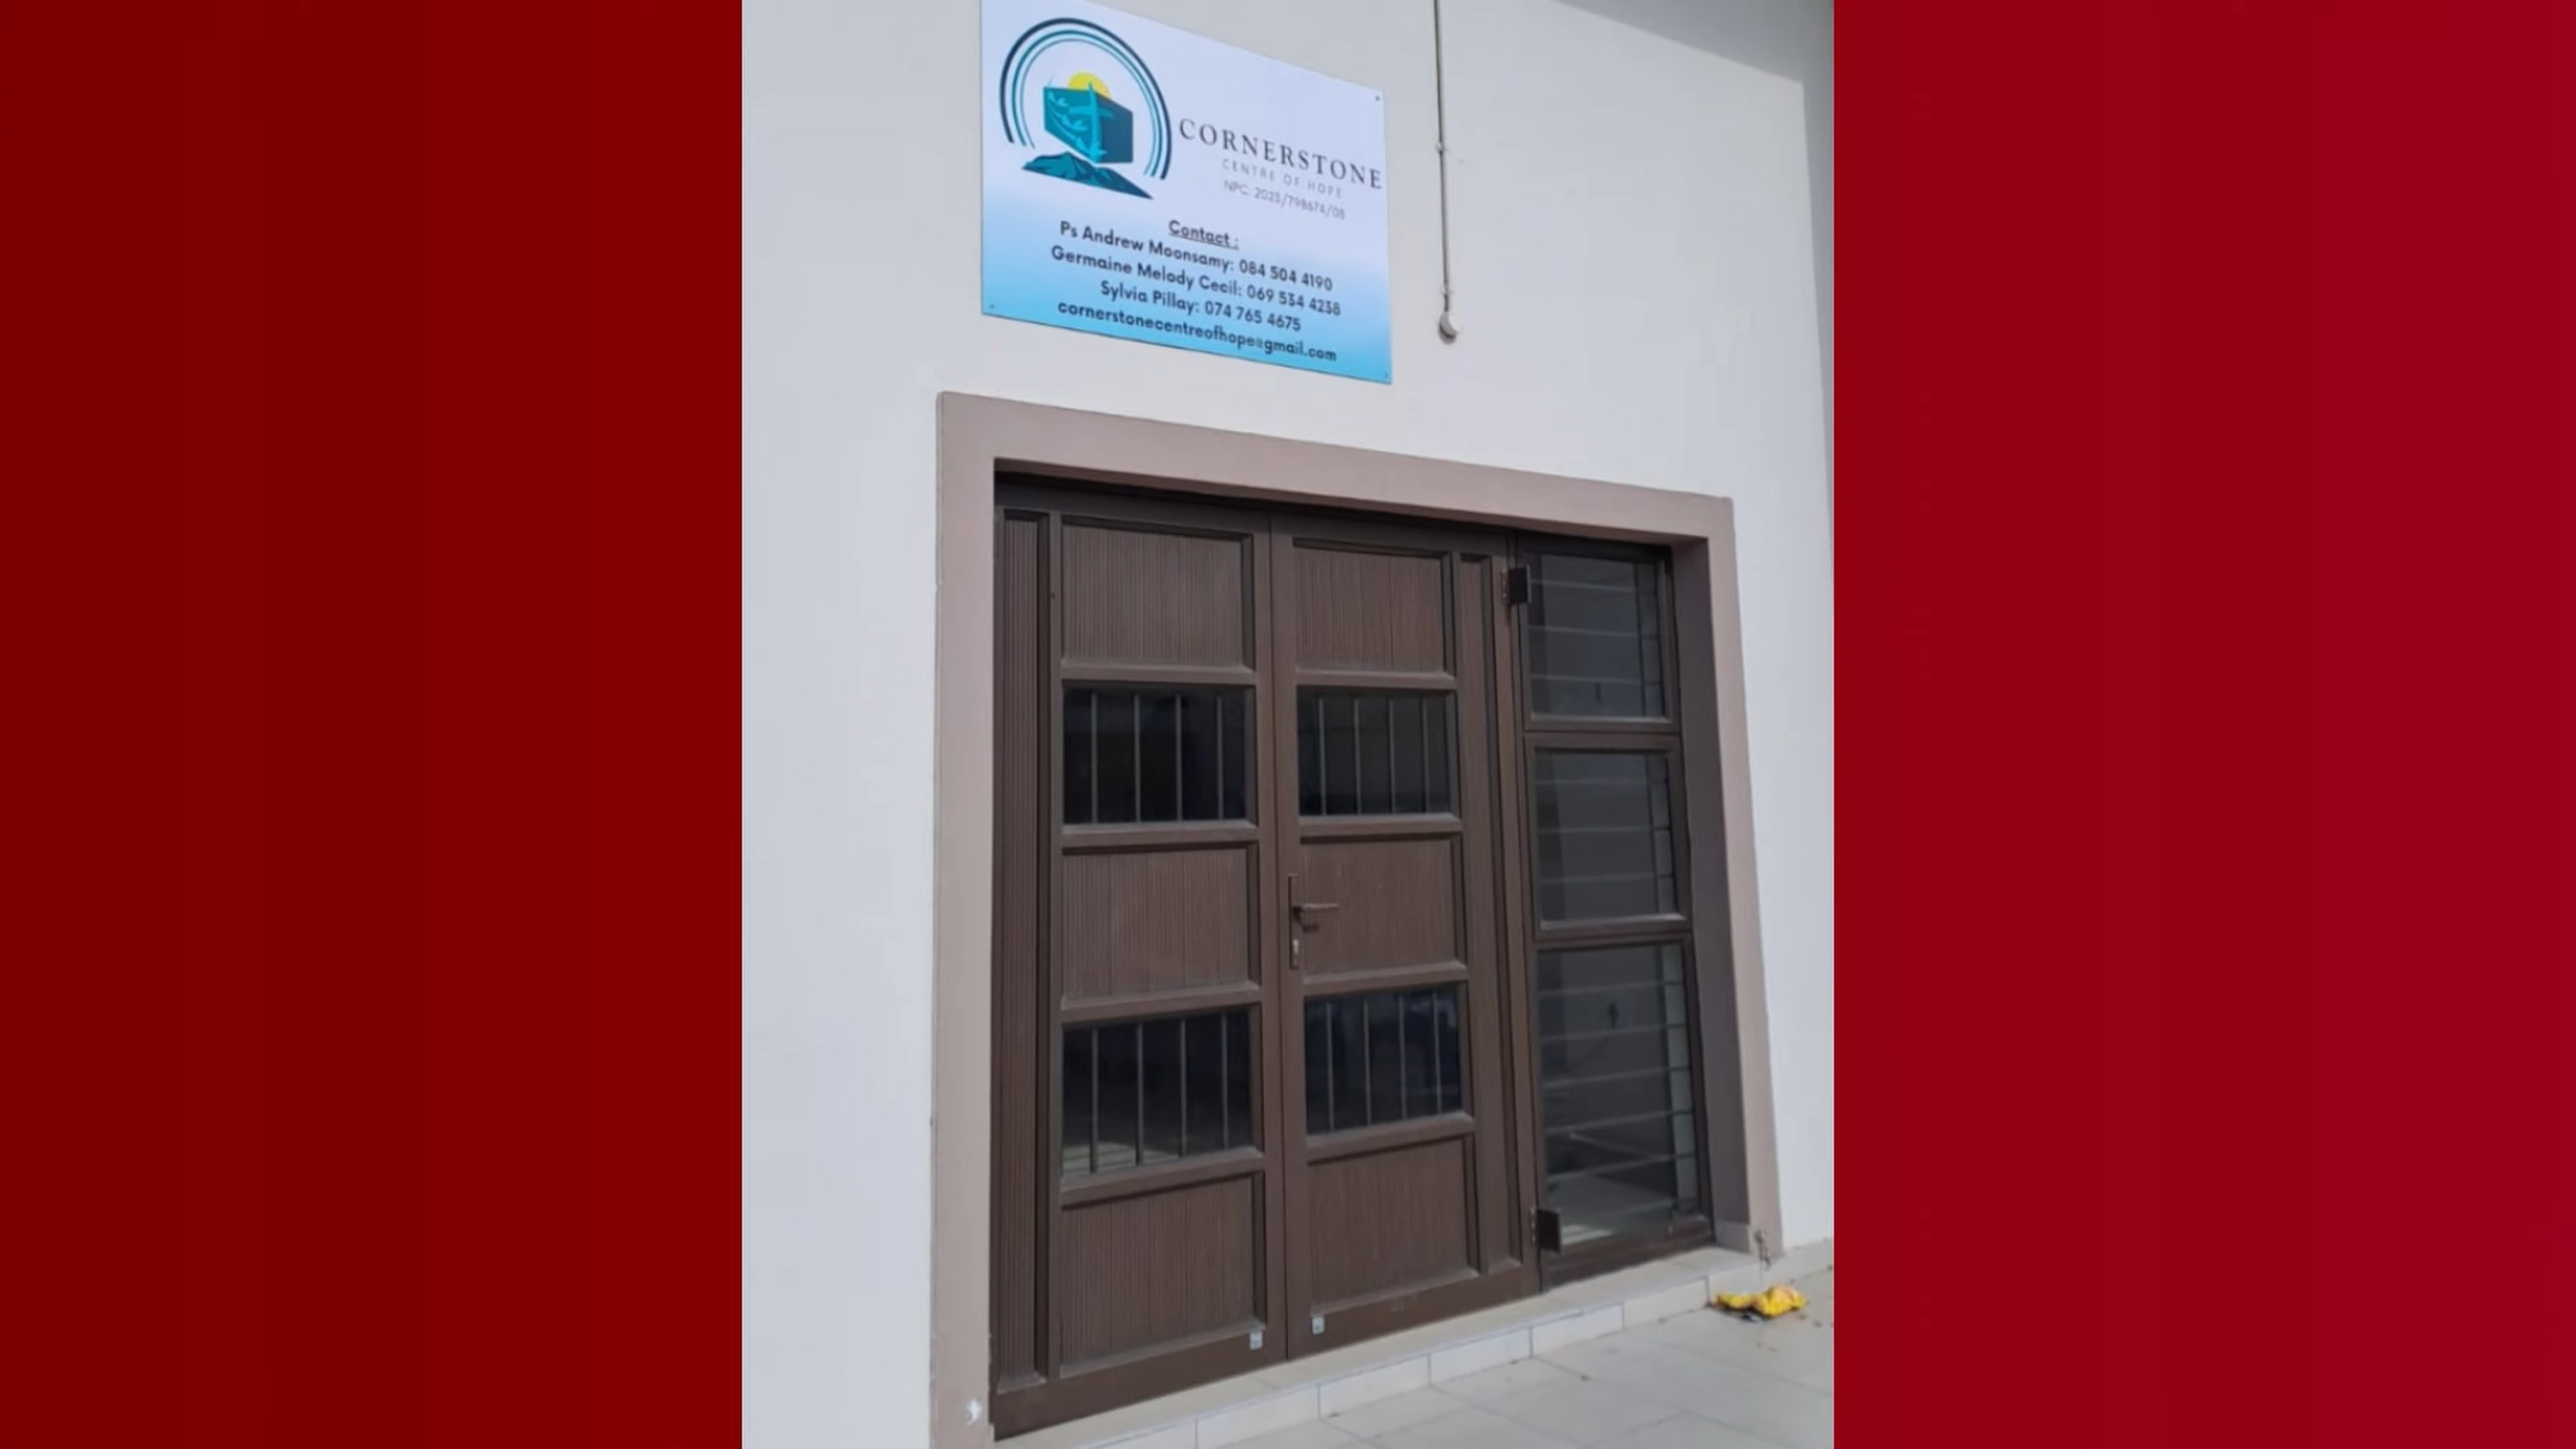 CORNERSTONE
CENTRE OF HOPE
NPC: 2023/798674/08
Contact :
Ps Andrew Moonsamy: 084 504 4190
Germaine Melody Cecil: 069 534 4238
Sylvia Pillay: 074 765 4675
cornerstonecentreofhope@gmail.com